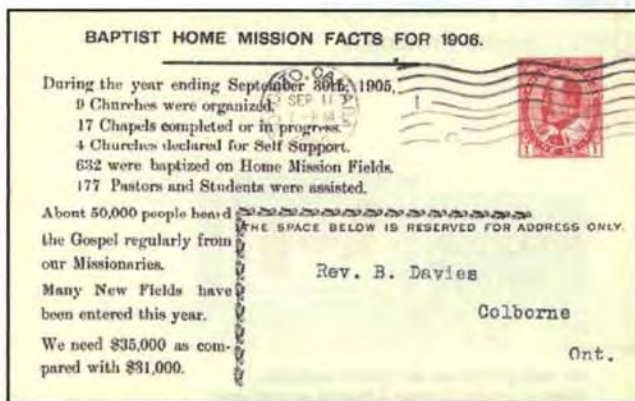 BAPTIST HOME MISSION FACTS FOR 1906.
During the year ending September 30th, 1905,
9 Churches were organized.
17 Chapels completed or in progress.
4 Churches declared for Self Support.
632 were baptized on Home Mission Fields.
177 Pastors and Students were assisted.
SEP 11
1
1
About 50,000 people heard
the Gospel regularly from
our Missionaries.
Many New Fields have
been entered this year.
We need $35,000 as com-
pared with $31,000.
THE SPACE BELOW IS RESERVED FOR ADDRESS ONLY.
Rev. B. Davies
Colborne
Ont.